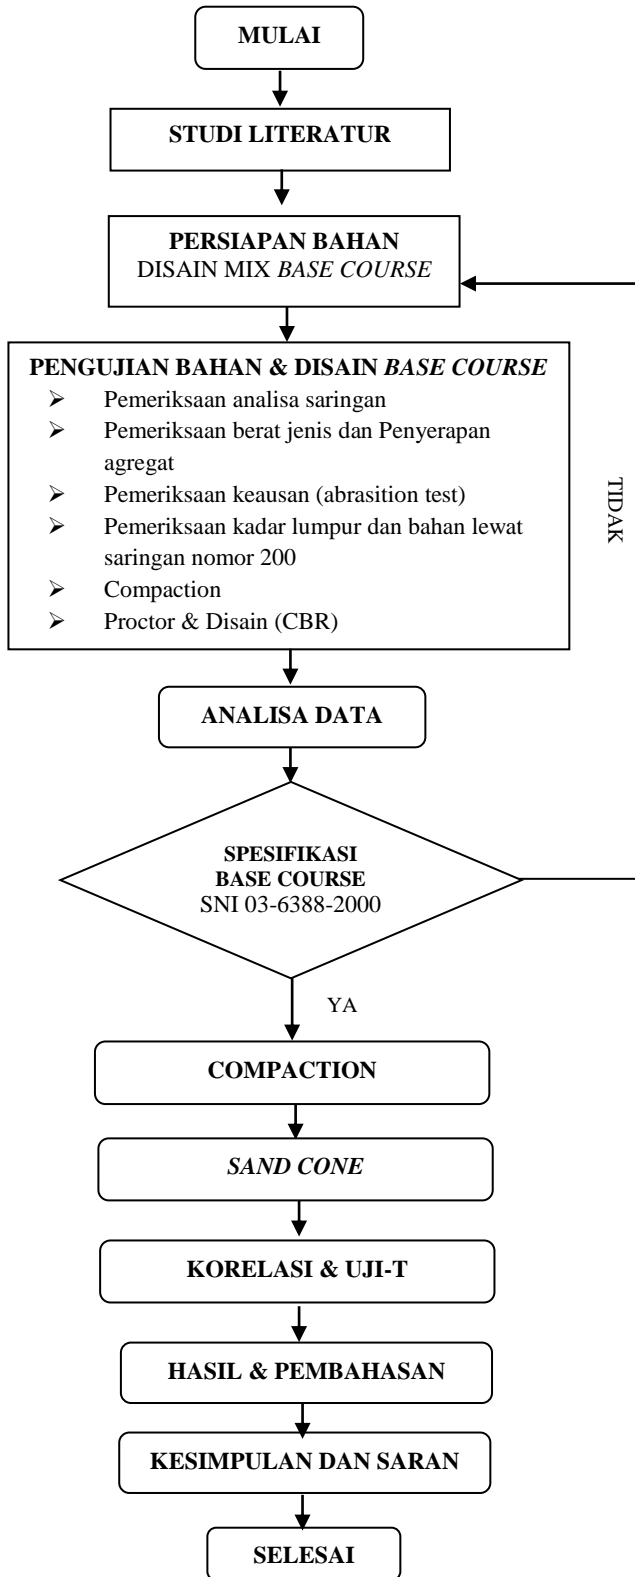 MULAI
STUDI LITERATUR
PERSIAPAN BAHAN
DISAIN MIX BASE COURSE
PENGUJIAN BAHAN & DISAIN BASE COURSE
➢ Pemeriksaan analisa saringan
➢ Pemeriksaan berat jenis dan Penyerapan
agregat
➢ Pemeriksaan keausan (abrasition test)
➢ Pemeriksaan kadar lumpur dan bahan lewat
saringan nomor 200
➢ Compaction
➢ Proctor & Disain (CBR)
TIDAK
ANALISA DATA
SPESIFIKASI
BASE COURSE
SNI 03-6388-2000
YA
COMPACTION
SAND CONE
KORELASI & UJI-T
HASIL & PEMBAHASAN
KESIMPULAN DAN SARAN
SELESAI